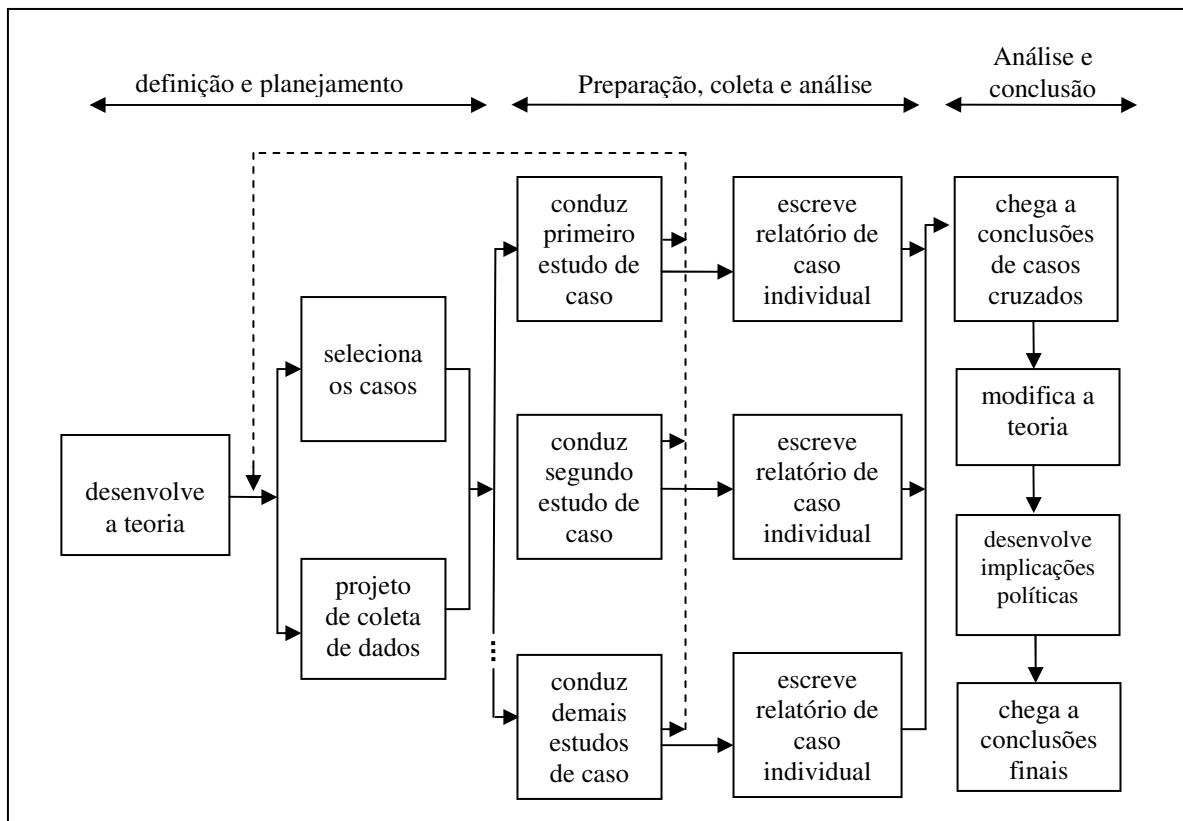 definição e planejamento
Preparação, coleta e análise
Análise e
conclusão
desenvolve
a teoria
seleciona
os casos
projeto
de coleta
de dados
conduz
primeiro
estudo de
caso
escreve
relatório de
caso
individual
conduz
segundo
estudo de
caso
escreve
relatório de
caso
individual
conduz
demais
estudos
de caso
escreve
relatório de
caso
individual
chega a
conclusões
de casos
cruzados
modifica a
teoria
desenvolve
implicações
políticas
chega a
conclusões
finais